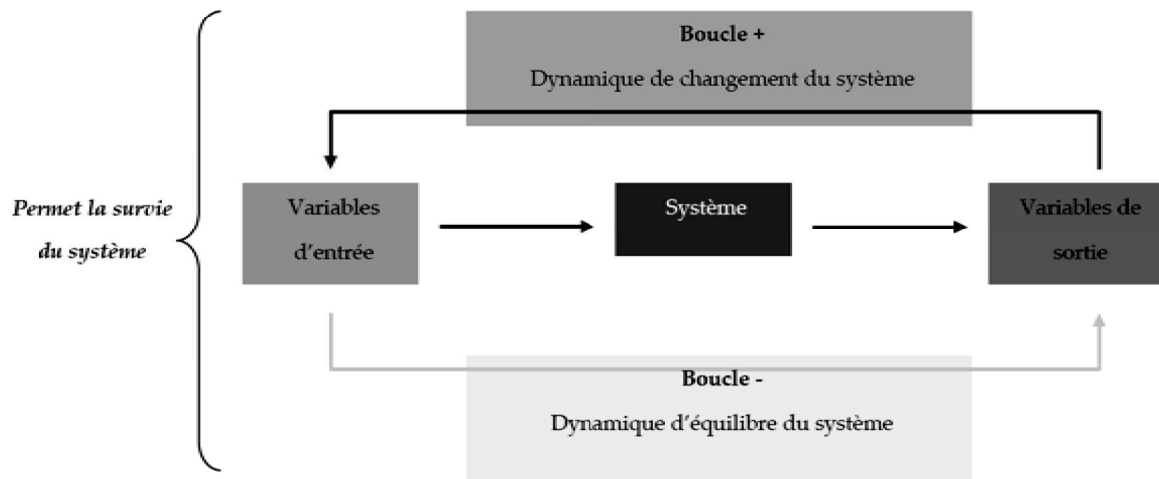 Boucle +
Dynamique de changement du système
Permet la survie
du système
Variables
d’entrée
Système
Variables de
sortie
Boucle -
Dynamique d’équilibre du système